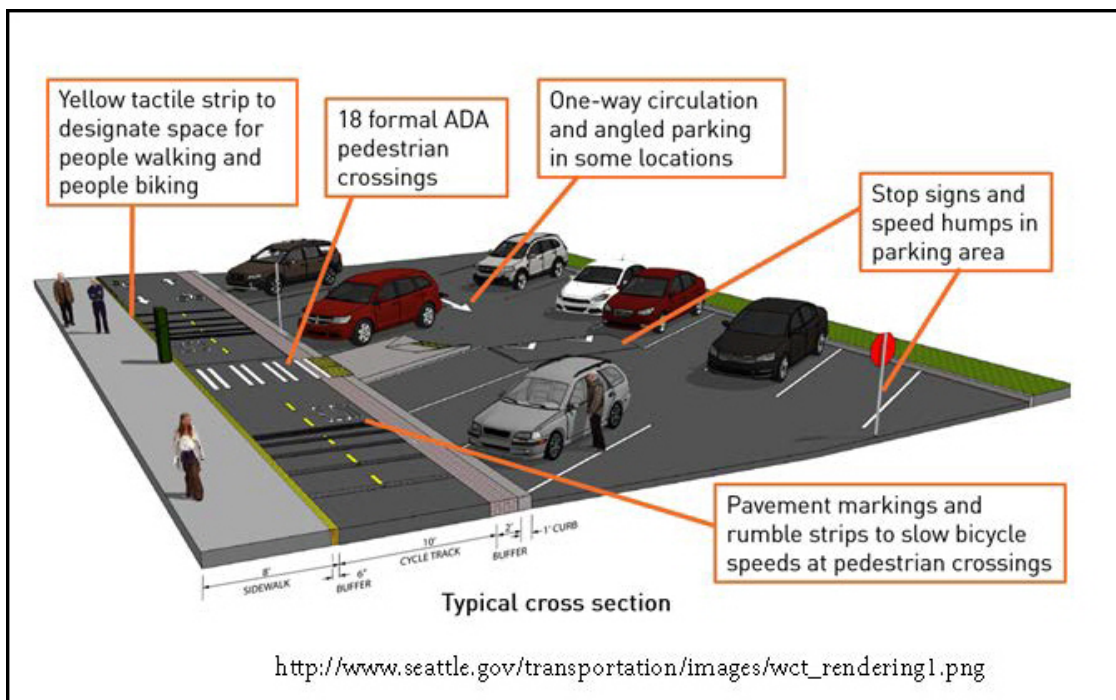 Yellow tactile strip to
designate space for
people walking and
people biking
18 formal ADA
pedestrian
crossings
One-way circulation
and angled parking
in some locations
Stop signs and
speed humps in
parking area
Pavement markings and
rumble strips to slow bicycle
speeds at pedestrian crossings
8'
SIDEWALK
6"
BUFFER
10'
CYCLE TRACK
2'
BUFFER
1' CURB
Typical cross section
http://www.seattle.gov/transportation/images/wct_rendering1.png